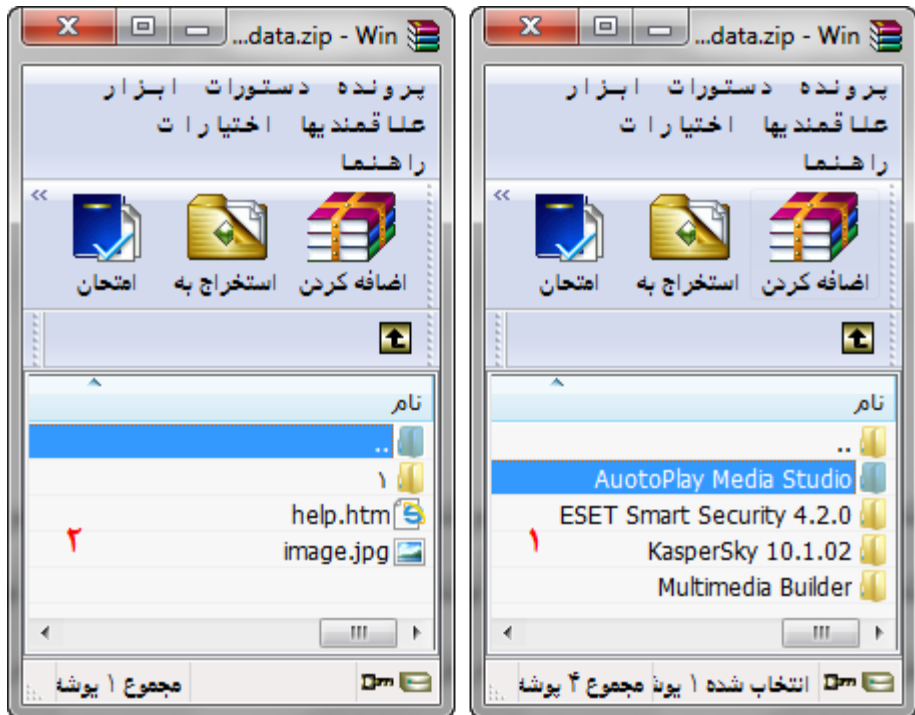 ...data.zip - Win
پرونده دستورات ابزار
علاقمندیها اختیارات
راهنما
اضافه کردن استخراج به امتحان
نام
..
AuotoPlay Media Studio
ESET Smart Security 4.2.0
۱
KasperSky 10.1.02
Multimedia Builder
انتخاب شده ۱ پوش مجموع ۴ پوشه
...data.zip - Win
پرونده دستورات ابزار
علاقمندیها اختیارات
راهنما
اضافه کردن استخراج به امتحان
نام
..
۱
help.htm
۲
image.jpg
مجموع ۱ پوشه